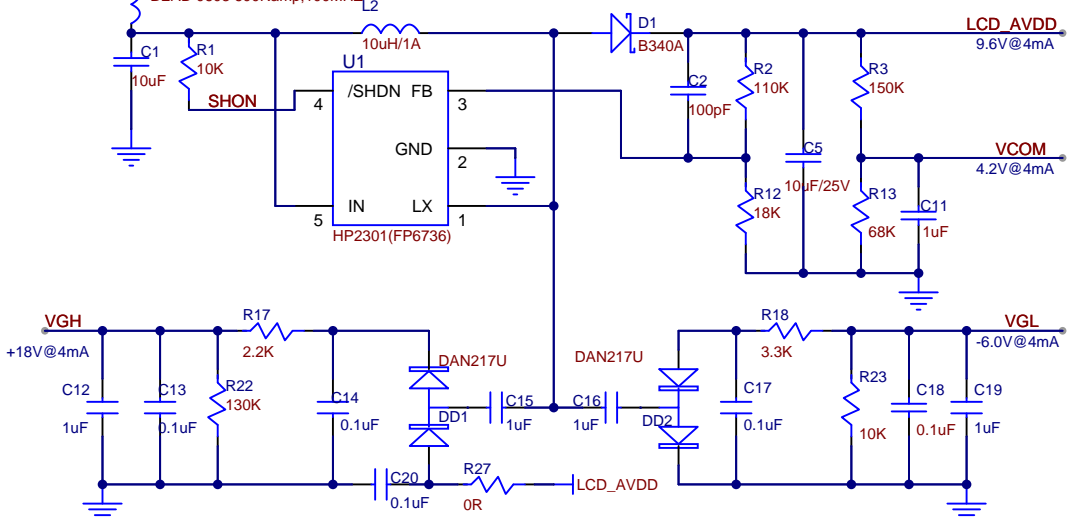 L2
10uH/1A
D1
B340A
LCD_AVDD
9.6V@4mA
C1
10uF
R1
10K
U1
SHON
/SHDN FB
4
3
GND
2
IN LX
5
1
HP2301(FP6736)
C2
100pF
R2
110K
R3
150K
C5
10uF/25V
VCOM
4.2V@4mA
R12
18K
R13
68K
C11
1uF
VGH
+18V@4mA
R17
2.2K
DAN217U
DAN217U
R18
3.3K
VGL
-6.0V@4mA
C12
1uF
C13
0.1uF
R22
130K
C14
0.1uF
DD1
C15
1uF
C16
1uF
DD2
C17
0.1uF
R23
10K
C18
0.1uF
C19
1uF
C20
0.1uF
R27
0R
LCD_AVDD